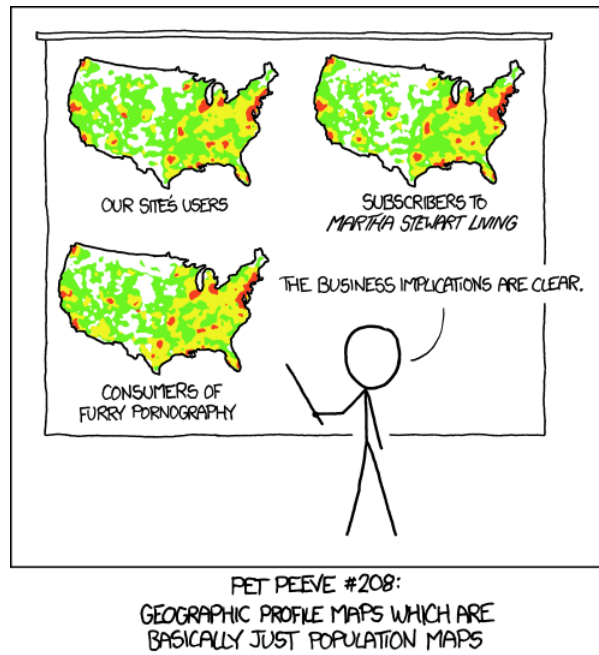 OUR SITE'S USERS
SUBSCRIBERS TO
MARTHA STEWART LIVING
THE BUSINESS IMPLICATIONS ARE CLEAR.
CONSUMERS OF
FURRY PORNOGRAPHY
PET PEEVE #208:
GEOGRAPHIC PROFILE MAPS WHICH ARE
BASICALLY JUST POPULATION MAPS